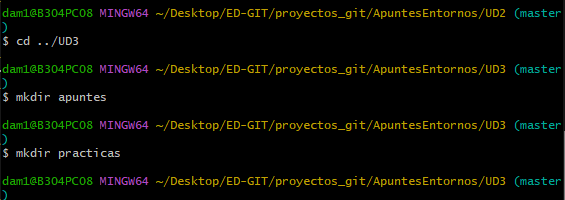 dam1@B304PC08 MINGW64 ~/Desktop/ED-GIT/proyectos_git/ApuntesEntornos/UD2 (master
)
$ cd ../UD3
dam1@B304PC08 MINGW64 ~/Desktop/ED-GIT/proyectos_git/ApuntesEntornos/UD3 (master
)
$ mkdir apuntes
dam1@B304PC08 MINGW64 ~/Desktop/ED-GIT/proyectos_git/ApuntesEntornos/UD3 (master
)
$ mkdir practicas
dam1@B304PC08 MINGW64 ~/Desktop/ED-GIT/proyectos_git/ApuntesEntornos/UD3 (master
)